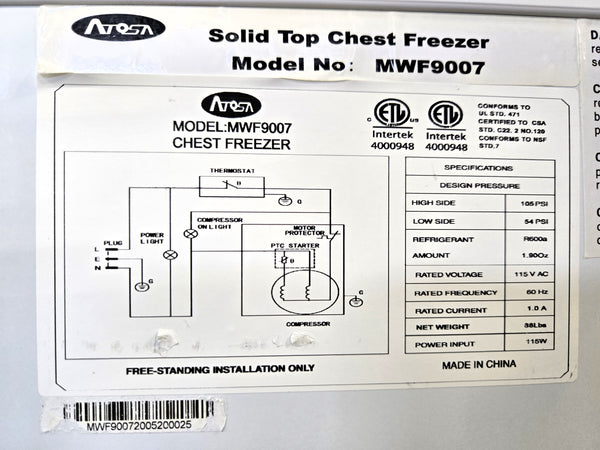 ATOSA
Solid Top Chest Freezer
Model No: MWF9007
ATOSA
MODEL:MWF9007
CHEST FREEZER
C ETL US
Intertek
4000948
ETL
Intertek
4000948
CONFORMS TO
UL STD. 471
CERTIFIED TO CSA
STD. C22. 2 NO.120
CONFORMS TO NSF
STD.7
THERMOSTAT
θ
G
COMPRESSOR
ON LIGHT
POWER
LIGHT
PLUG
L
E
N
G
MOTOR
PROTECTOR
PTC STARTER
θ
G
COMPRESSOR
SPECIFICATIONS
DESIGN PRESSURE
HIGH SIDE 105 PSI
LOW SIDE 54 PSI
REFRIGERANT R600a
AMOUNT 1.90Oz
RATED VOLTAGE 115 V AC
RATED FREQUENCY 60 Hz
RATED CURRENT 1.0 A
NET WEIGHT 38Lbs
POWER INPUT 115W
FREE-STANDING INSTALLATION ONLY
MADE IN CHINA
MWF90072005200025